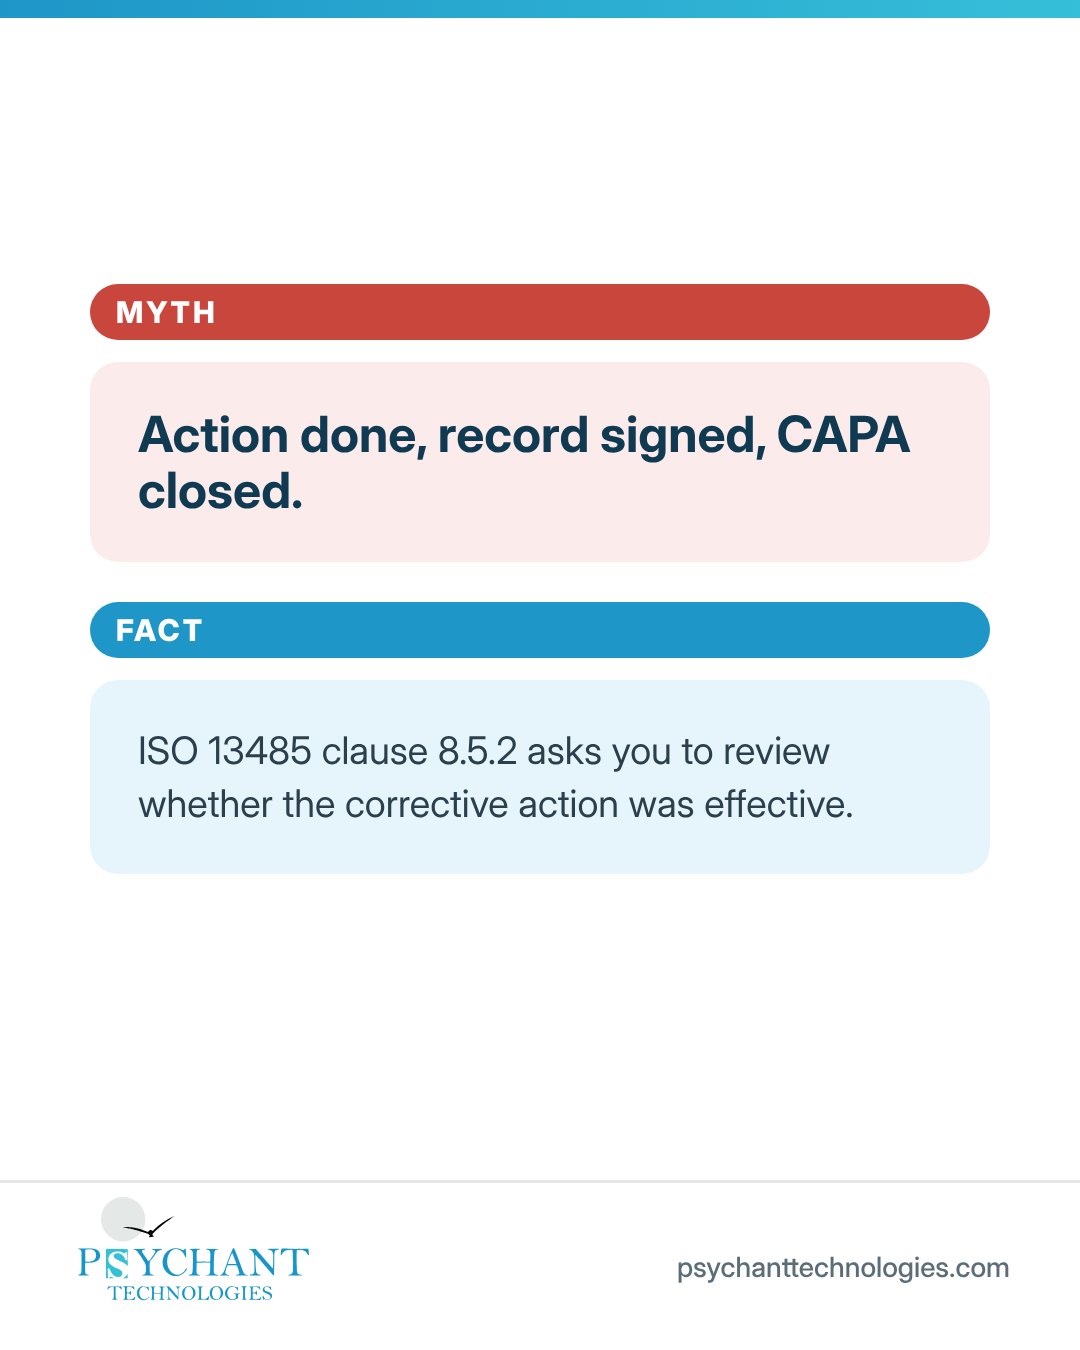 MYTH
Action done, record signed, CAPA
closed.
FACT
ISO 13485 clause 8.5.2 asks you to review
whether the corrective action was effective.
PSYCHANT
TECHNOLOGIES
psychanttechnologies.com